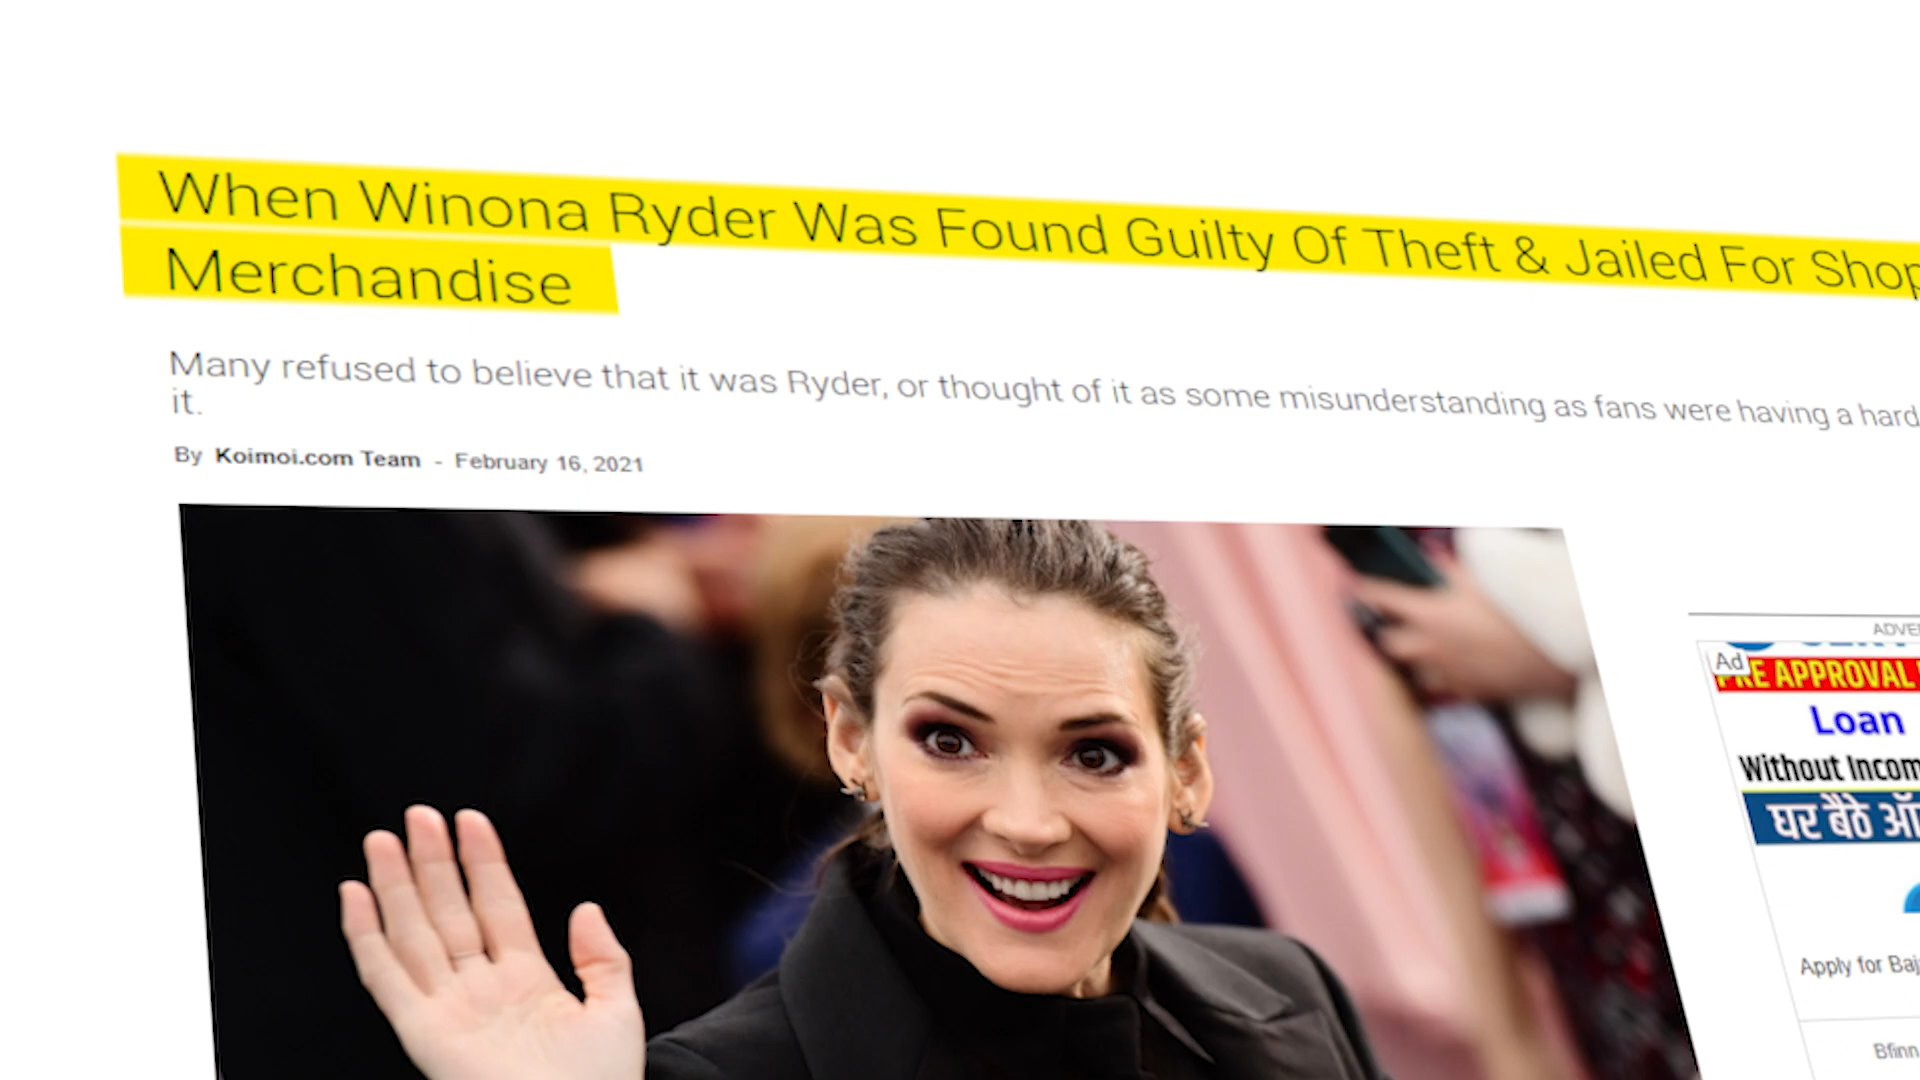 When Winona Ryder Was Found Guilty Of Theft & Jailed For
Merchandise
Many refused to believe that it was Ryder, or thought of it as some misunderstanding as fans were having a hard
it.
By Koimoi.com Team - February 16, 2021
Ad
APPROVAL
Loan
Without
घर बैठे
Apply for